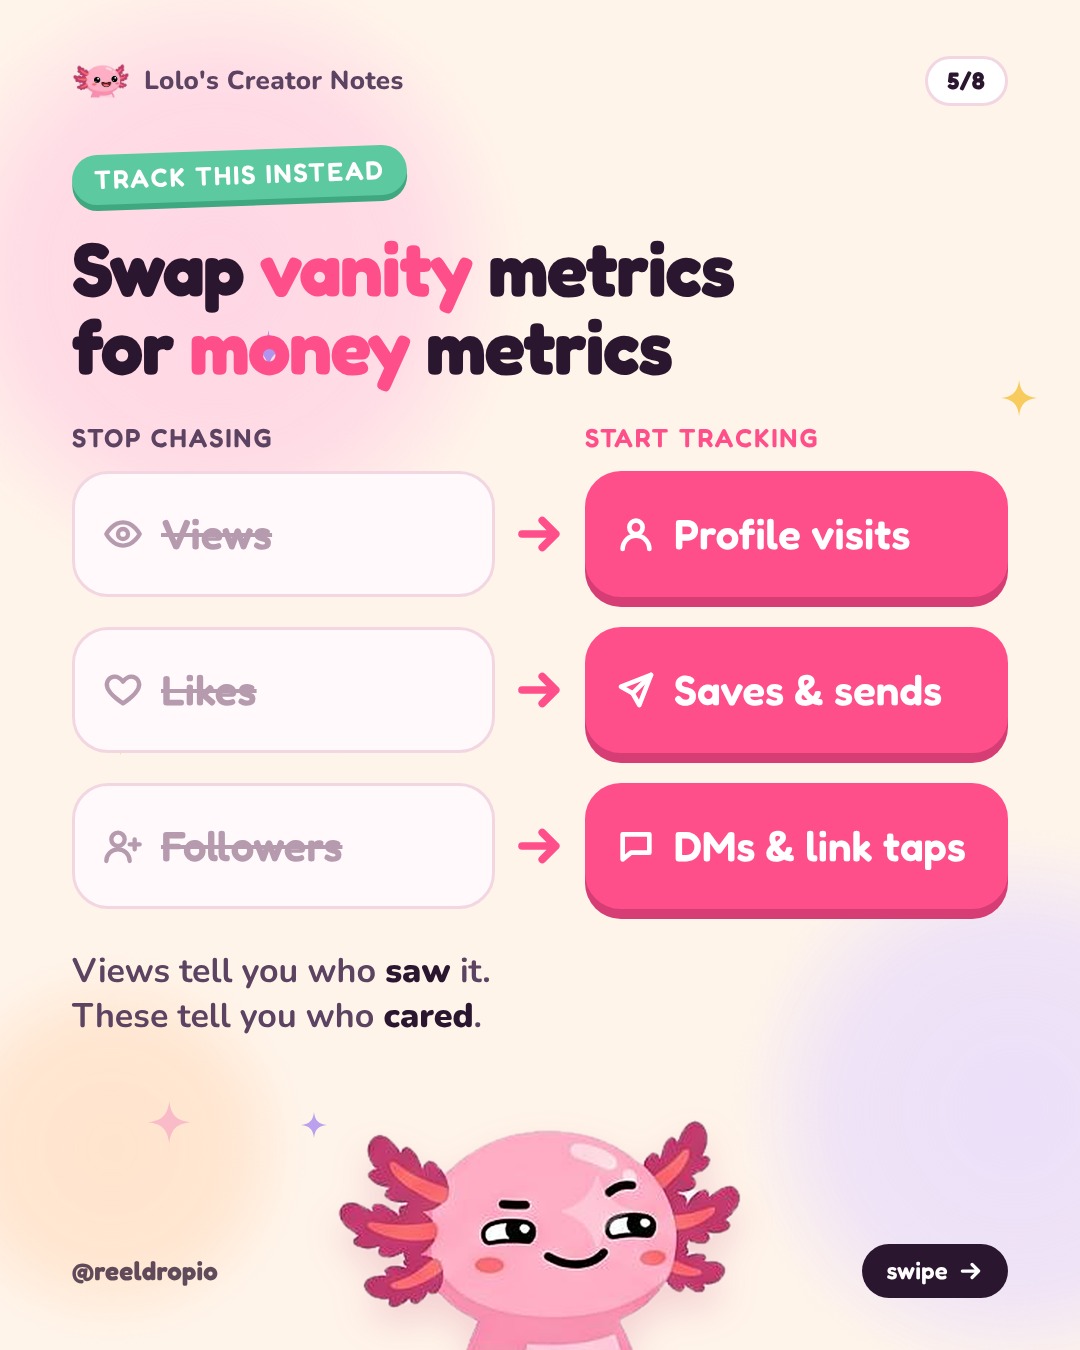 Lolo's Creator Notes
5/8
TRACK THIS INSTEAD
Swap vanity metrics
for money metrics
STOP CHASING
START TRACKING
Views
Profile visits
Likes
Saves & sends
Followers
DMs & link taps
Views tell you who saw it.
These tell you who cared.
@reeldropio
swipe